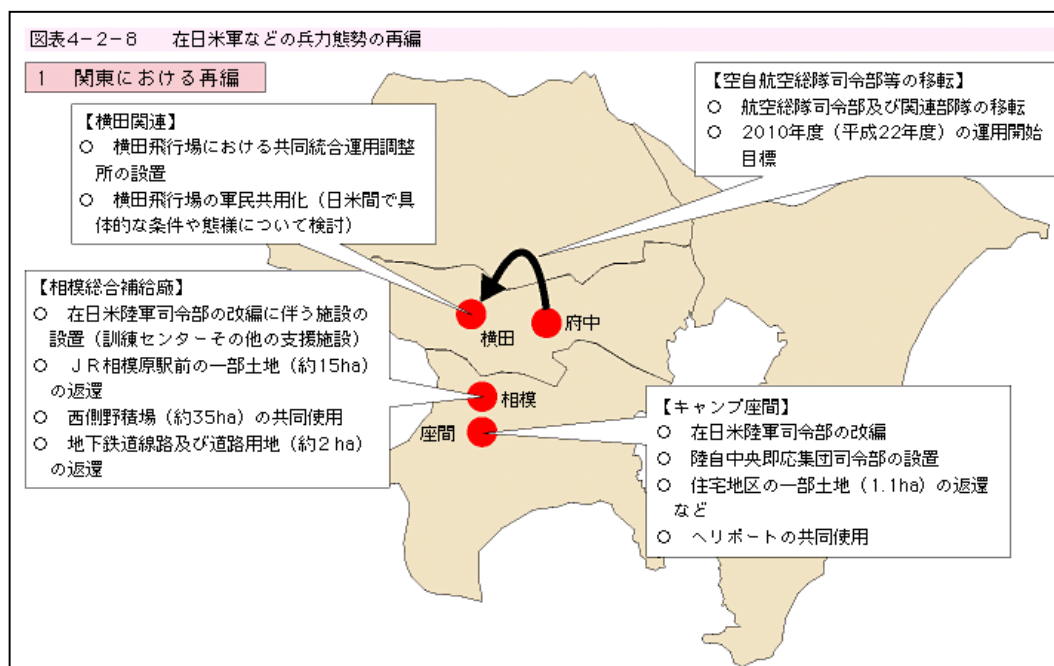 図表4-2-8　在日米軍などの兵力態勢の再編
1　関東における再編
【横田関連】
○　横田飛行場における共同統合運用調整
所の設置
○　横田飛行場の軍民共用化（日米間で具
体的な条件や態様について検討）
【空自航空総隊司令部等の移転】
○　航空総隊司令部及び関連部隊の移転
○　2010年度（平成22年度）の運用開始
目標
【相模総合補給廠】
○　在日米陸軍司令部の改編に伴う施設の
設置（訓練センターその他の支援施設）
○　ＪＲ相模原駅前の一部土地（約15ha）
の返還
○　西側野積場（約35ha）の共同使用
○　地下鉄道線路及び道路用地（約2ha）
の返還
横田
府中
相模
座間
【キャンプ座間】
○　在日米陸軍司令部の改編
○　陸自中央即応集団司令部の設置
○　住宅地区の一部土地（1.1ha）の返還
など
○　ヘリポートの共同使用